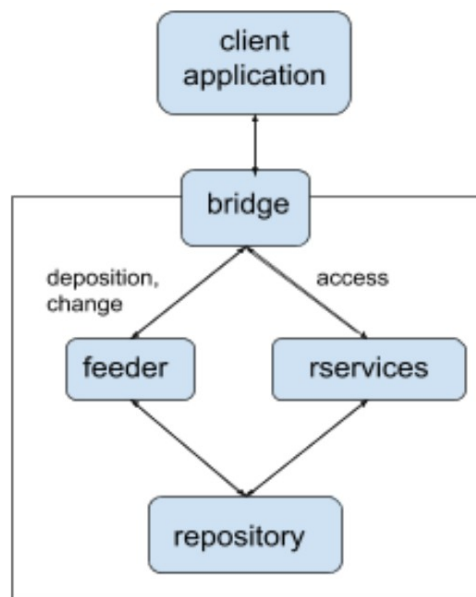 client
application
bridge
deposition,
change
access
feeder
rservices
repository